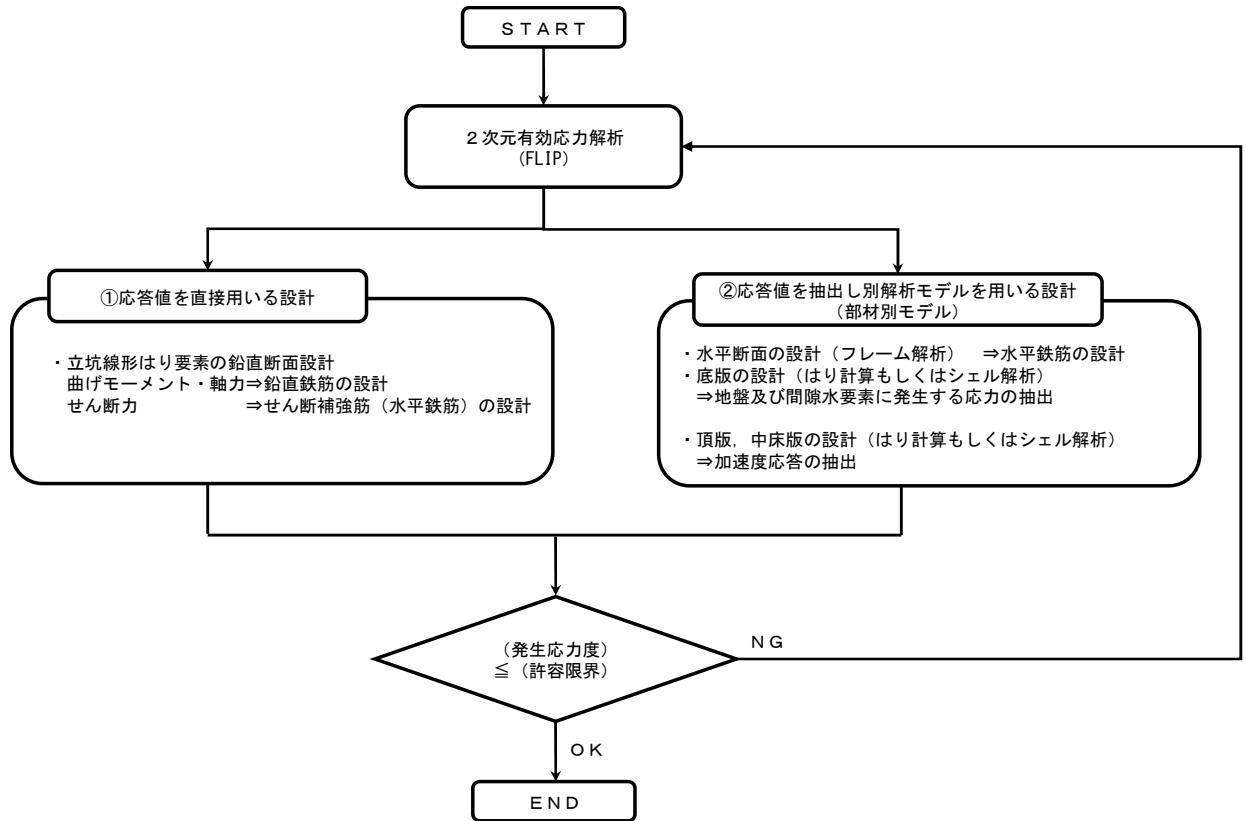 ＳＴＡＲＴ
２次元有効応力解析
(FLIP)
①応答値を直接用いる設計
・立坑線形はり要素の鉛直断面設計
曲げモーメント・軸力⇒鉛直鉄筋の設計
せん断力　　　　　　⇒せん断補強筋（水平鉄筋）の設計
②応答値を抽出し別解析モデルを用いる設計
（部材別モデル）
・水平断面の設計（フレーム解析）　⇒水平鉄筋の設計
・底版の設計（はり計算もしくはシェル解析）
⇒地盤及び間隙水要素に発生する応力の抽出
・頂版，中床版の設計（はり計算もしくはシェル解析）
⇒加速度応答の抽出
（発生応力度）
≦（許容限界）
ＮＧ
ＯＫ
ＥＮＤ